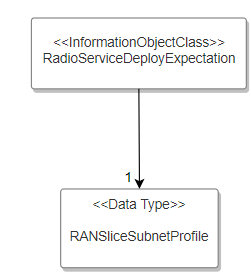 <<InformationObjectClass>>
RadioServiceDeployExpectation
1
<<Data Type>>
RANSliceSubnetProfile